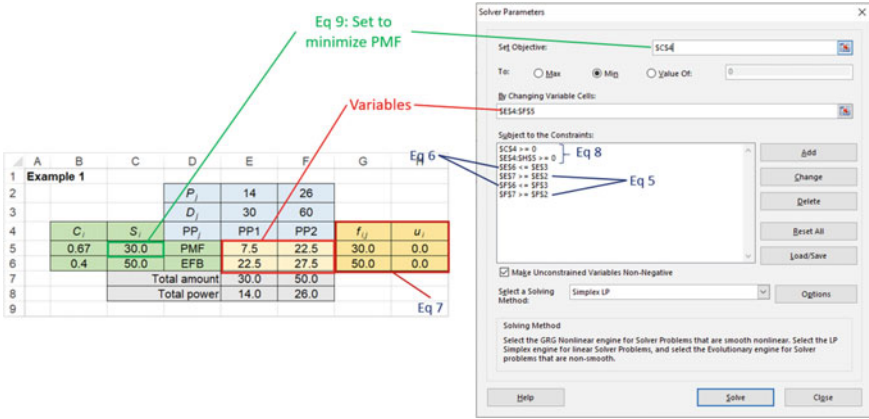 Eq 9: Set to
minimize PMF
Variables
Eq 6
A B C D E F G H
1 Example 1
2 Pj 14 26
3 Dj 30 60
4 Ci Si PPj PP1 PP2 fi,j ui
5 0.67 30.0 PMF 7.5 22.5 30.0 0.0
6 0.4 50.0 EFB 22.5 27.5 50.0 0.0
7 Total amount 30.0 50.0
8 Total power 14.0 26.0
9
Eq 7
Solver Parameters
Set Objective: $C$4
To: Max Min Value Of: 0
By Changing Variable Cells:
$E$4:$F$5
Subject to the Constraints:
$C$4 >= 0
$E$4:$H$5 >= 0
$E$6 <= $E$3
$E$7 >= $E$2
$F$6 <= $F$3
$F$7 >= $F$2
Eq 8
Eq 5
Add
Change
Delete
Reset All
Load/Save
Make Unconstrained Variables Non-Negative
Select a Solving Method: Simplex LP
Options
Solving Method
Select the GRG Nonlinear engine for Solver Problems that are smooth nonlinear. Select the LP
Simplex engine for linear Solver Problems, and select the Evolutionary engine for Solver
problems that are non-smooth.
Help Solve Close